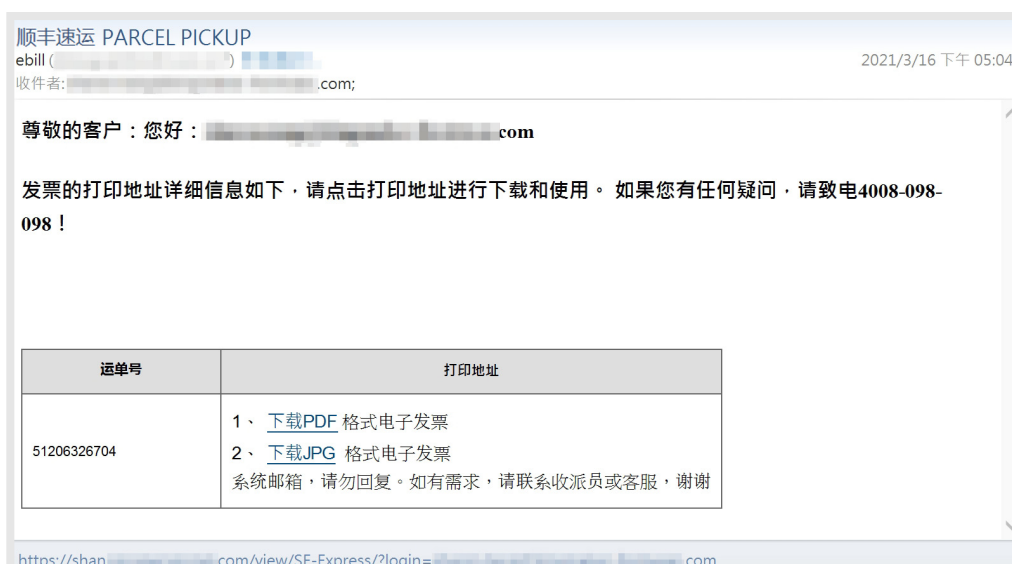 顺丰速运 PARCEL PICKUP
ebill ( )
2021/3/16 下午 05:04
收件者: .com;
尊敬的客户：您好： com
发票的打印地址详细信息如下，请点击打印地址进行下载和使用。 如果您有任何疑问，请致电4008-098-
098！
运单号 打印地址
1、 下载PDF 格式电子发票
51206326704
2、 下载JPG 格式电子发票
系统邮箱，请勿回复。如有需求，请联系收派员或客服，谢谢
https://shan .com/view/SF-Express/?login= .com